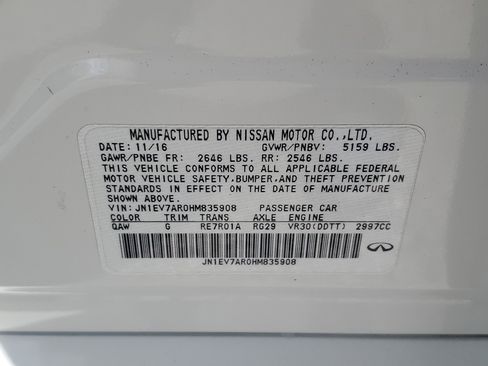 MANUFACTURED BY NISSAN MOTOR CO.,LTD.
DATE: 11/16 GVWR/PNBV: 5159 LBS.
GAWR/PNBE FR: 2646 LBS. RR: 2546 LBS.
THIS VEHICLE CONFORMS TO ALL APPLICABLE FEDERAL
MOTOR VEHICLE SAFETY,BUMPER,AND THEFT PREVENTION
STANDARDS IN EFFECT ON THE DATE OF MANUFACTURE
SHOWN ABOVE.
VIN: JN1EV7AR0HM835908 PASSENGER CAR
COLOR TRIM TRANS AXLE ENGINE
QAW G RE7R01A RG29 VR30(DDTT) 2997CC
JN1EV7AR0HM835908